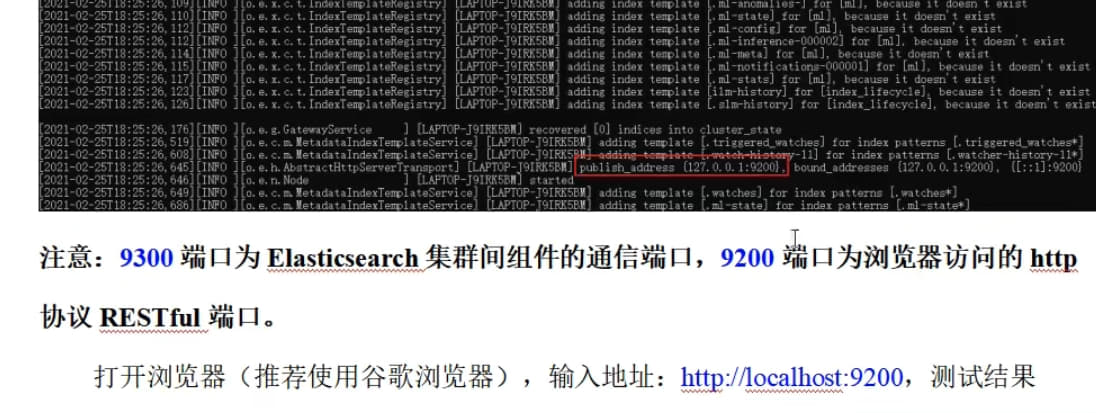 [2021-02-25T18:25:26,109][INFO ][o.e.x.c.t.IndexTemplateRegistry] [LAPTOP-J9IRK5BM] adding index template [.ml-anomalies-] for [ml], because it doesn't exist
[2021-02-25T18:25:26,110][INFO ][o.e.x.c.t.IndexTemplateRegistry] [LAPTOP-J9IRK5BM] adding index template [.ml-state] for [ml], because it doesn't exist
[2021-02-25T18:25:26,112][INFO ][o.e.x.c.t.IndexTemplateRegistry] [LAPTOP-J9IRK5BM] adding index template [.ml-config] for [ml], because it doesn't exist
[2021-02-25T18:25:26,112][INFO ][o.e.x.c.t.IndexTemplateRegistry] [LAPTOP-J9IRK5BM] adding index template [.ml-inference-000002] for [ml], because it doesn't exist
[2021-02-25T18:25:26,114][INFO ][o.e.x.c.t.IndexTemplateRegistry] [LAPTOP-J9IRK5BM] adding index template [.ml-meta] for [ml], because it doesn't exist
[2021-02-25T18:25:26,115][INFO ][o.e.x.c.t.IndexTemplateRegistry] [LAPTOP-J9IRK5BM] adding index template [.ml-notifications-000001] for [ml], because it doesn't exist
[2021-02-25T18:25:26,117][INFO ][o.e.x.c.t.IndexTemplateRegistry] [LAPTOP-J9IRK5BM] adding index template [.ml-stats] for [ml], because it doesn't exist
[2021-02-25T18:25:26,123][INFO ][o.e.x.c.t.IndexTemplateRegistry] [LAPTOP-J9IRK5BM] adding index template [ilm-history] for [index_lifecycle], because it doesn't exist
[2021-02-25T18:25:26,126][INFO ][o.e.x.c.t.IndexTemplateRegistry] [LAPTOP-J9IRK5BM] adding index template [.slm-history] for [index_lifecycle], because it doesn't exist
[2021-02-25T18:25:26,176][INFO ][o.e.g.GatewayService ] [LAPTOP-J9IRK5BM] recovered [0] indices into cluster_state
[2021-02-25T18:25:26,519][INFO ][o.e.c.m.MetadataIndexTemplateService] [LAPTOP-J9IRK5BM] adding template [.triggered_watches] for index patterns [.triggered_watches*]
[2021-02-25T18:25:26,608][INFO ][o.e.c.m.MetadataIndexTemplateService] [LAPTOP-J9IRK5BM] adding template [.watch-history-11] for index patterns [.watcher-history-11*]
[2021-02-25T18:25:26,645][INFO ][o.e.h.AbstractHttpServerTransport] [LAPTOP-J9IRK5BM] publish_address {127.0.0.1:9200}, bound_addresses {127.0.0.1:9200}, {[::1]:9200}
[2021-02-25T18:25:26,646][INFO ][o.e.n.Node ] [LAPTOP-J9IRK5BM] started
[2021-02-25T18:25:26,649][INFO ][o.e.c.m.MetadataIndexTemplateService] [LAPTOP-J9IRK5BM] adding template [.watches] for index patterns [.watches*]
[2021-02-25T18:25:26,686][INFO ][o.e.c.m.MetadataIndexTemplateService] [LAPTOP-J9IRK5BM] adding template [.ml-state] for index patterns [.ml-state*]
注意：9300 端口为 Elasticsearch 集群间组件的通信端口，9200 端口为浏览器访问的 http
协议 RESTful 端口。
打开浏览器（推荐使用谷歌浏览器），输入地址：http://localhost:9200，测试结果